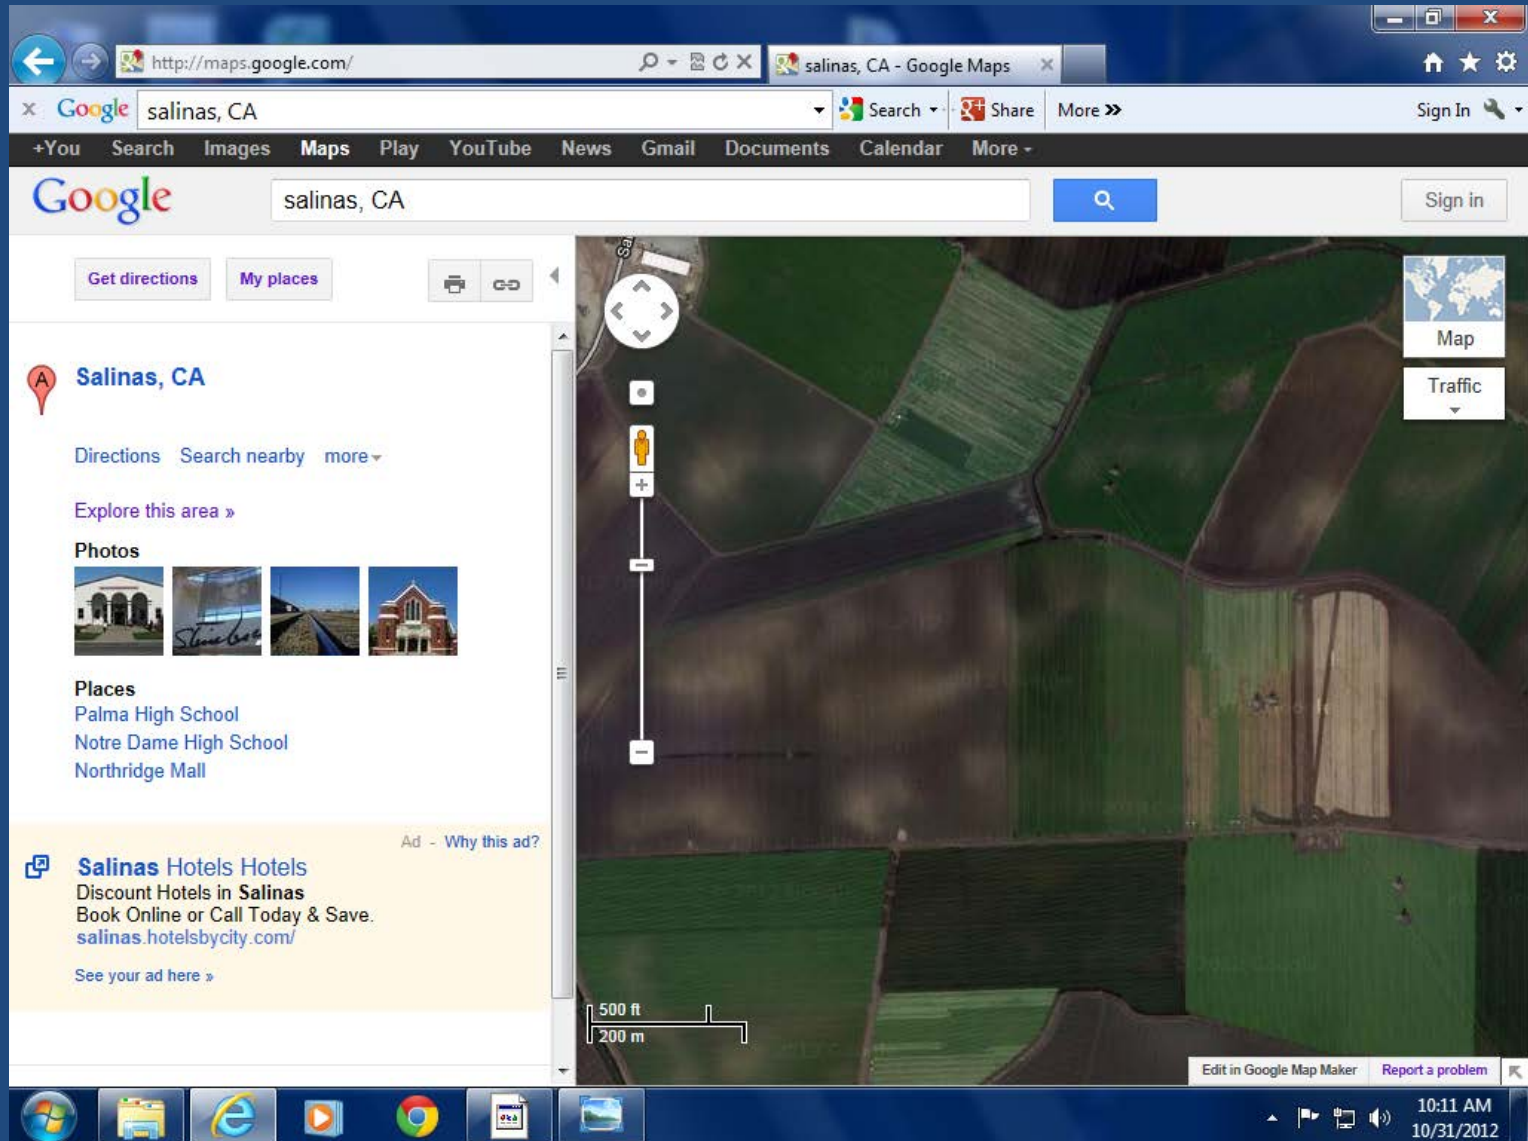 http://maps.google.com/
salinas, CA - Google Maps
Google salinas, CA Search Share More » Sign In
+You Search Images Maps Play YouTube News Gmail Documents Calendar More
Google salinas, CA Sign in
Get directions My places
A Salinas, CA
Directions Search nearby more
Explore this area »
Photos
Places
Palma High School
Notre Dame High School
Northridge Mall
Ad - Why this ad?
Salinas Hotels Hotels
Discount Hotels in Salinas
Book Online or Call Today & Save.
salinas.hotelsbycity.com/
See your ad here »
Map
Traffic
500 ft
200 m
Edit in Google Map Maker Report a problem
10:11 AM
10/31/2012